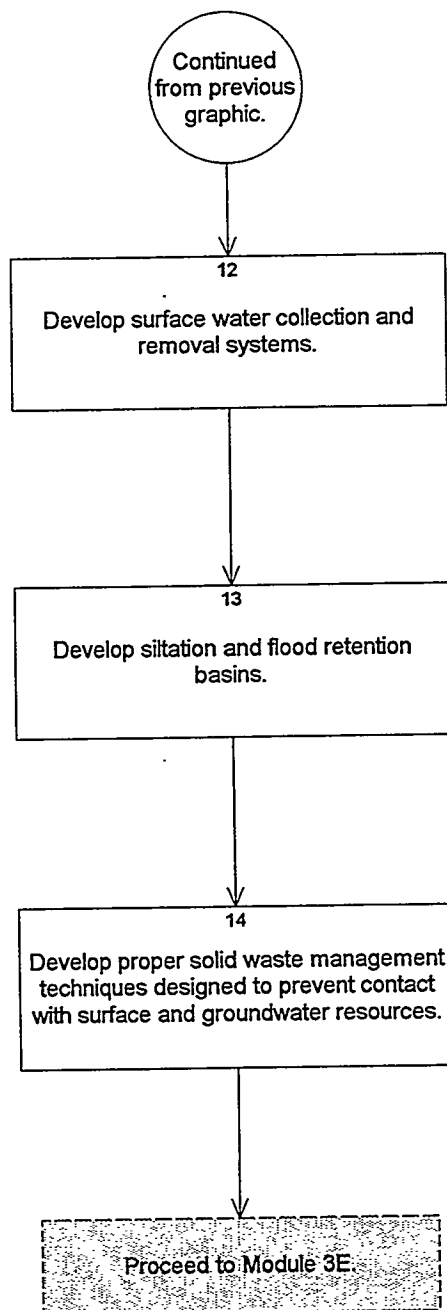 Continued
from previous
graphic.
12
Develop surface water collection and
removal systems.
13
Develop siltation and flood retention
basins.
14
Develop proper solid waste management
techniques designed to prevent contact
with surface and groundwater resources.
Proceed to Module 3E.